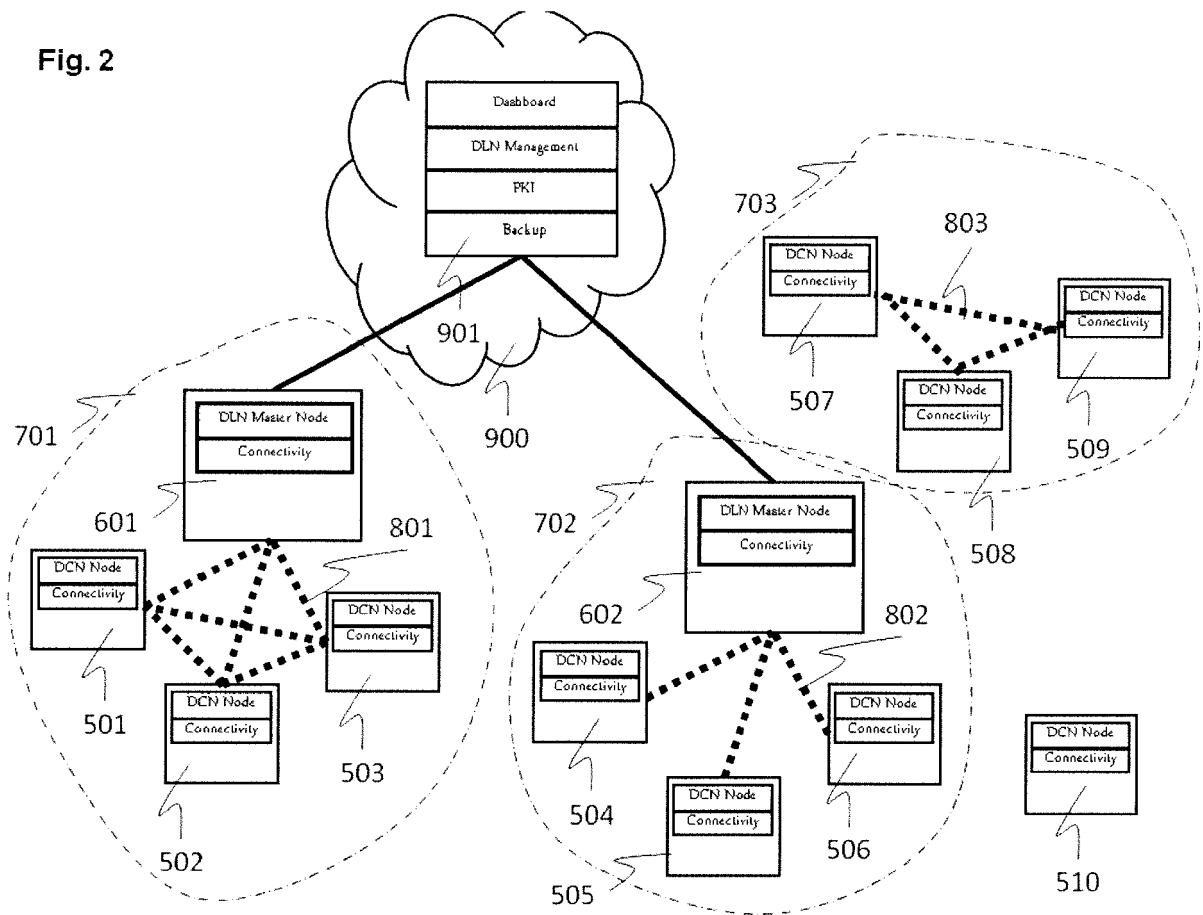 Fig. 2
Dashboard
DLN Management
PKI
Backup
901
900
703
803
DCN Node
Connectivity
507
DCN Node
Connectivity
509
DCN Node
Connectivity
508
701
DLN Master Node
Connectivity
601
801
DCN Node
Connectivity
501
DCN Node
Connectivity
503
DCN Node
Connectivity
502
702
DLN Master Node
Connectivity
602
802
DCN Node
Connectivity
504
DCN Node
Connectivity
506
DCN Node
Connectivity
505
DCN Node
Connectivity
510